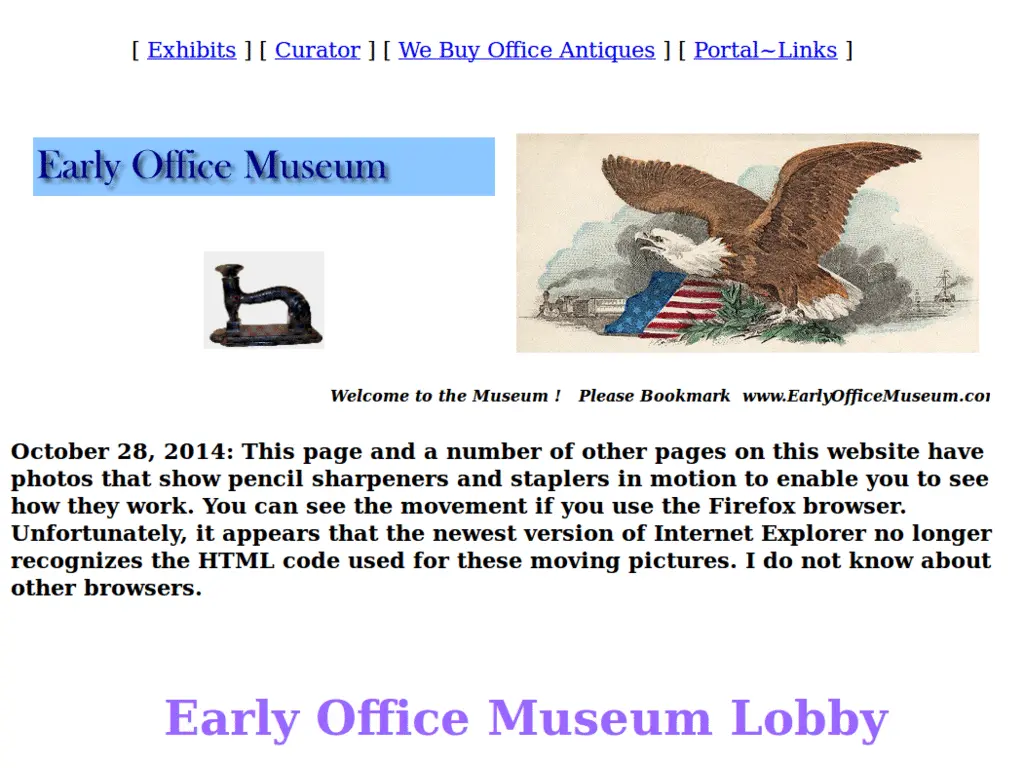 [ Exhibits ] [ Curator ] [ We Buy Office Antiques ] [ Portal~Links ]
Early Office Museum
Welcome to the Museum ! Please Bookmark www.EarlyOfficeMuseum.com
October 28, 2014: This page and a number of other pages on this website have
photos that show pencil sharpeners and staplers in motion to enable you to see
how they work. You can see the movement if you use the Firefox browser.
Unfortunately, it appears that the newest version of Internet Explorer no longer
recognizes the HTML code used for these moving pictures. I do not know about
other browsers.
Early Office Museum Lobby